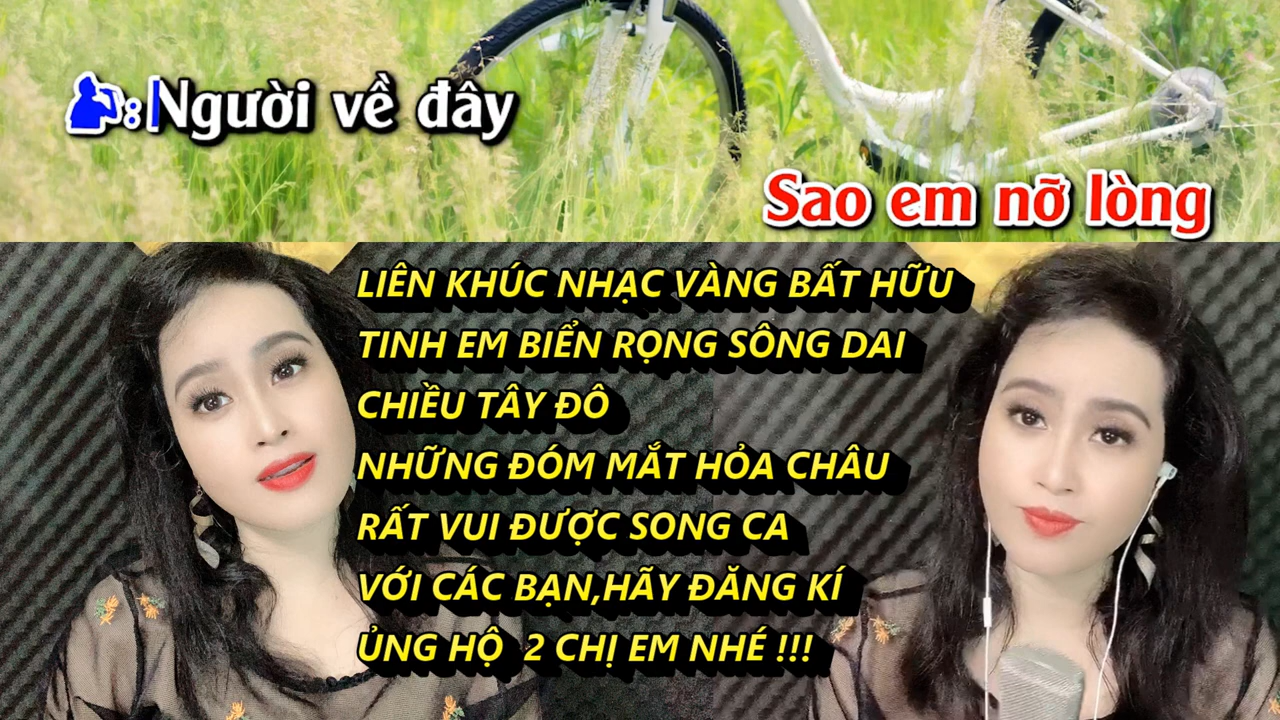 :Người về đây
Sao em nỡ lòng
LIÊN KHÚC NHẠC VÀNG BẤT HỮU
TINH EM BIỂN RỌNG SÔNG DAI
CHIỀU TÂY ĐÔ
NHỮNG ĐÓM MẮT HỎA CHÂU
RẤT VUI ĐƯỢC SONG CA
VỚI CÁC BẠN,HÃY ĐĂNG KÍ
ỦNG HỘ 2 CHỊ EM NHÉ !!!